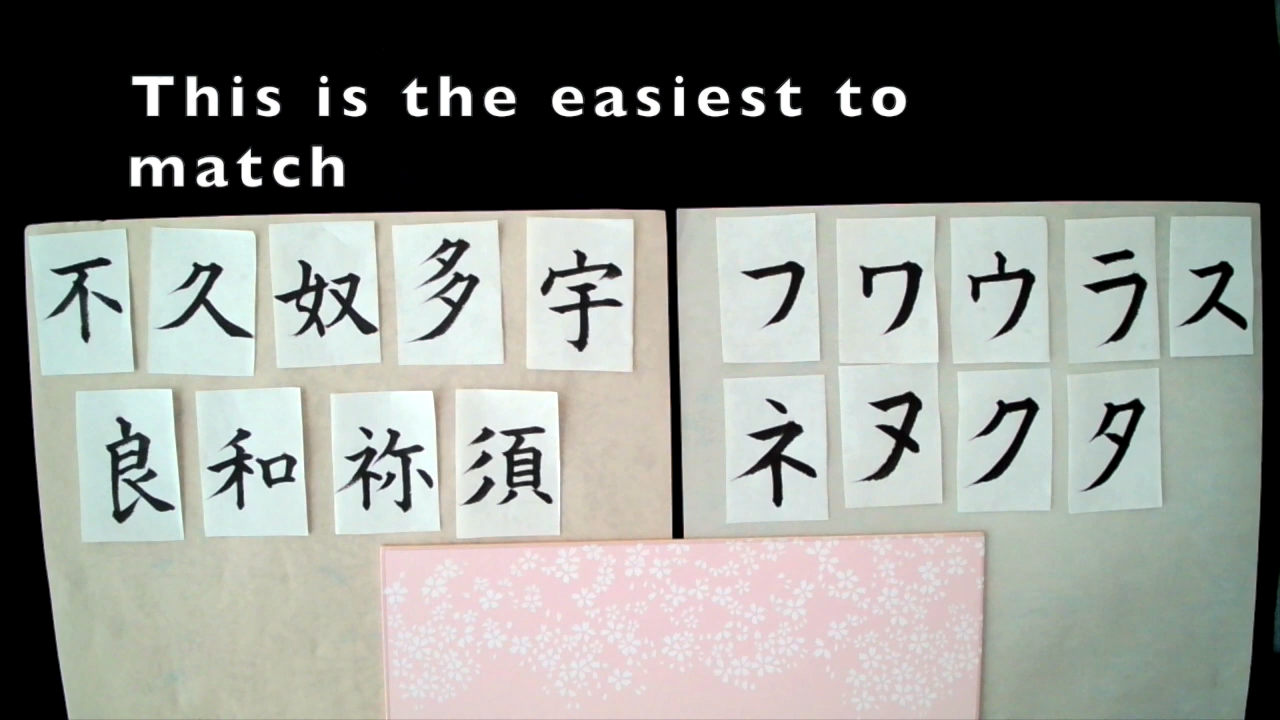 This is the easiest to
match
不 久 奴 多 宇
フ ワ ウ ラ ス
良 和 祢 須
ネ ヌ ク タ